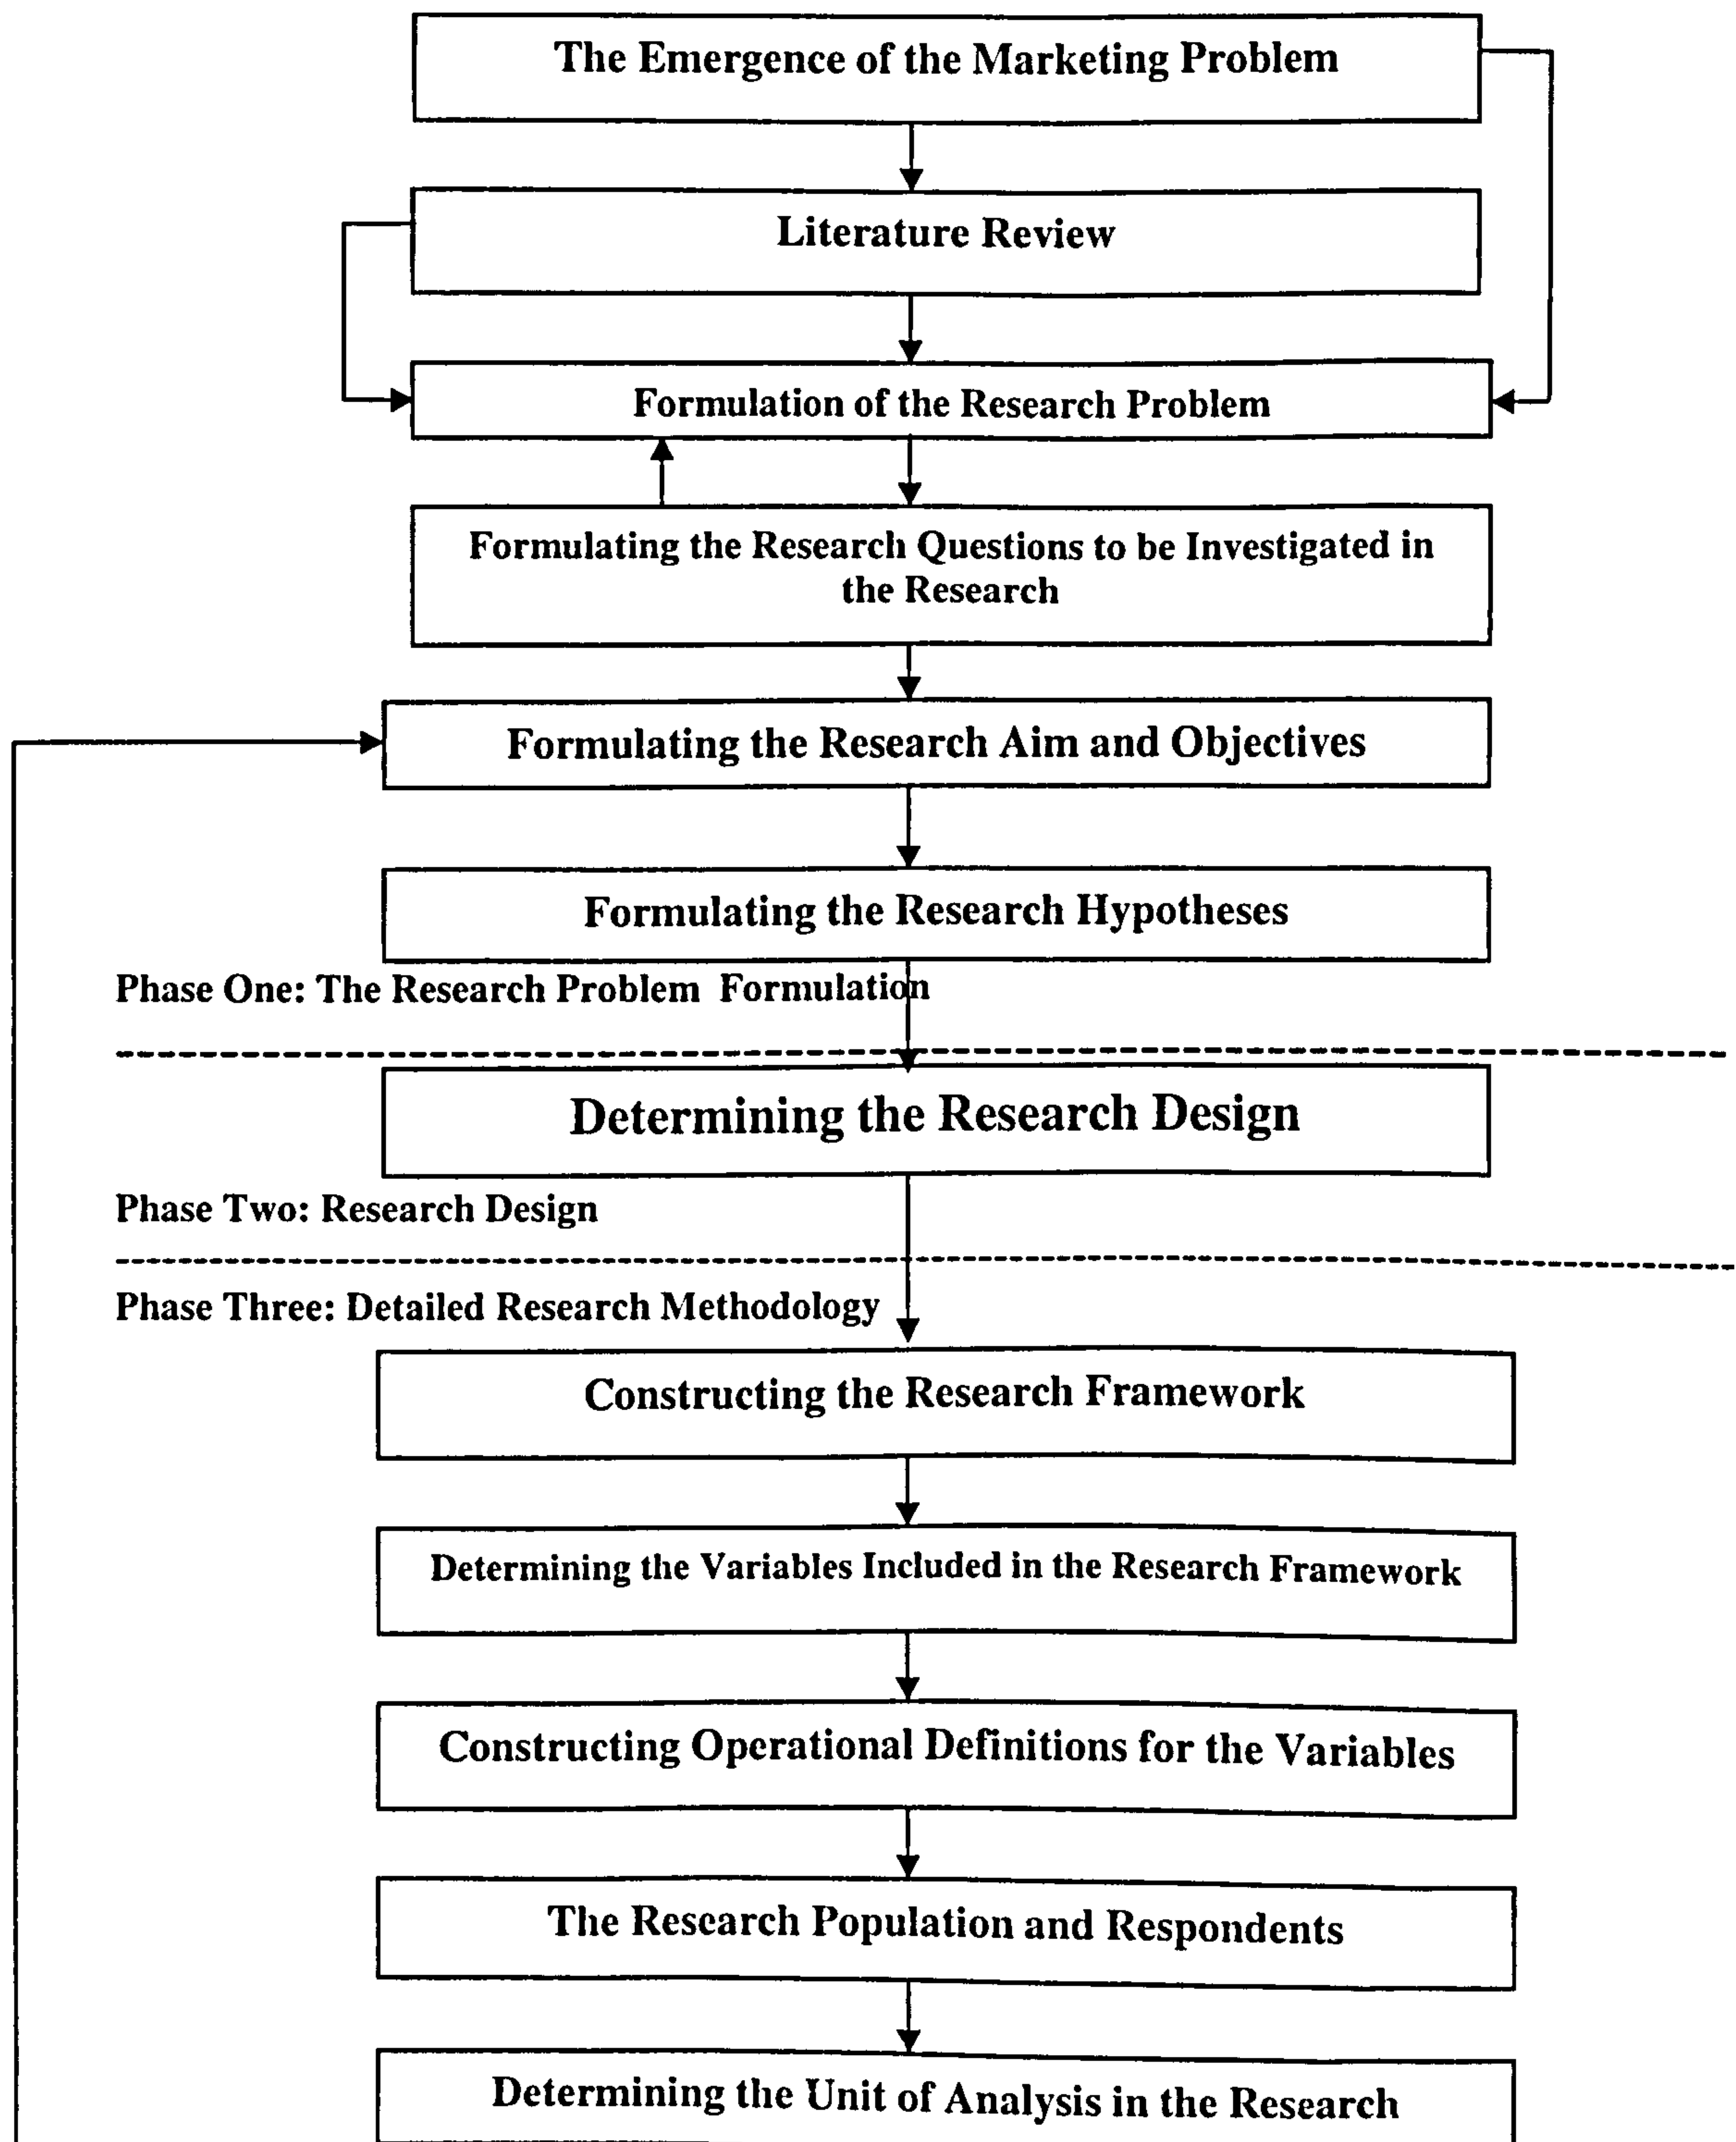 The Emergence of the Marketing Problem
Literature Review
Formulation of the Research Problem
Formulating the Research Questions to be Investigated in
the Research
Formulating the Research Aim and Objectives
Formulating the Research Hypotheses
Phase One: The Research Problem Formulation
Determining the Research Design
Phase Two: Research Design
Phase Three: Detailed Research Methodology
Constructing the Research Framework
Determining the Variables Included in the Research Framework
Constructing Operational Definitions for the Variables
The Research Population and Respondents
Determining the Unit of Analysis in the Research